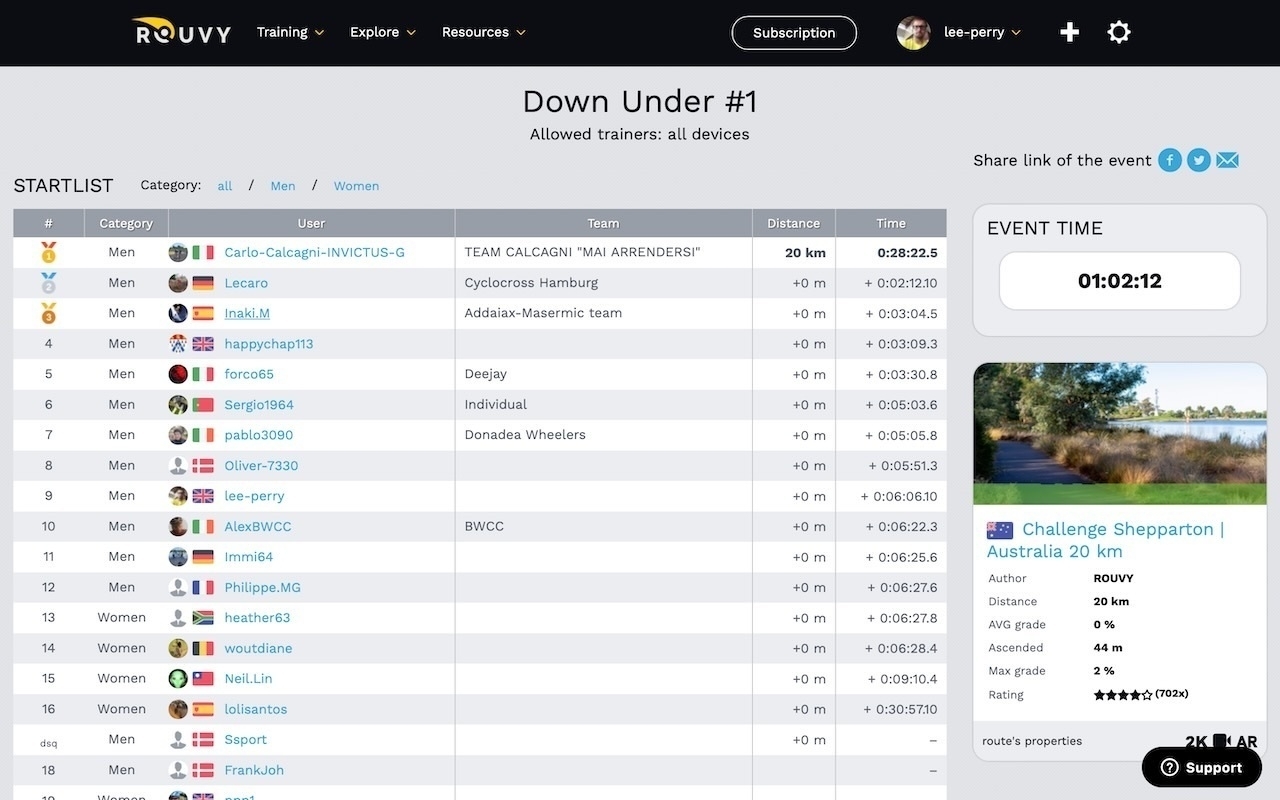 ROUVY Training Explore Resources Subscription lee-perry
Down Under #1
Allowed trainers: all devices
Share link of the event
STARTLIST Category: all / Men / Women
# Category User Team Distance Time
1 Men Carlo-Calcagni-INVICTUS-G TEAM CALCAGNI "MAI ARRENDERSI" 20 km 0:28:22.5
2 Men Lecaro Cyclocross Hamburg +0 m + 0:02:12.10
3 Men Inaki.M Addaiax-Masermic team +0 m + 0:03:04.5
4 Men happychap113 +0 m + 0:03:09.3
5 Men forco65 Deejay +0 m + 0:03:30.8
6 Men Sergio1964 Individual +0 m + 0:05:03.6
7 Men pablo3090 Donadea Wheelers +0 m + 0:05:05.8
8 Men Oliver-7330 +0 m + 0:05:51.3
9 Men lee-perry +0 m + 0:06:06.10
10 Men AlexBWCC BWCC +0 m + 0:06:22.3
11 Men Immi64 +0 m + 0:06:25.6
12 Men Philippe.MG +0 m + 0:06:27.6
13 Women heather63 +0 m + 0:06:27.8
14 Women woutdiane +0 m + 0:06:28.4
15 Women Neil.Lin +0 m + 0:09:10.4
16 Women lolisantos +0 m + 0:30:57.10
dsq Men Ssport +0 m –
18 Men FrankJoh –
EVENT TIME
01:02:12
Challenge Shepparton |
Australia 20 km
Author ROUVY
Distance 20 km
AVG grade 0 %
Ascended 44 m
Max grade 2 %
Rating ★★★★☆ (702x)
route's properties 2K AR
Support